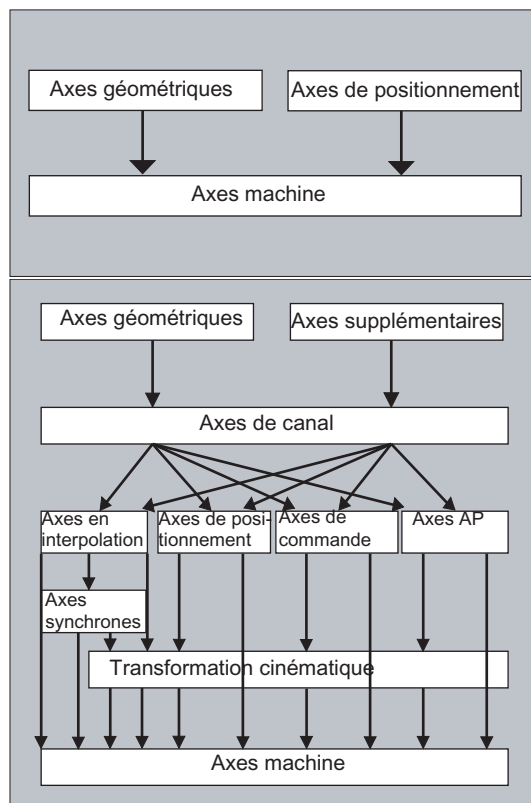 Axes géométriques
Axes de positionnement
Axes machine
Axes géométriques
Axes supplémentaires
Axes de canal
Axes en
interpolation
Axes de posi-
tionnement
Axes de
commande
Axes AP
Axes
synchrones
Transformation cinématique
Axes machine